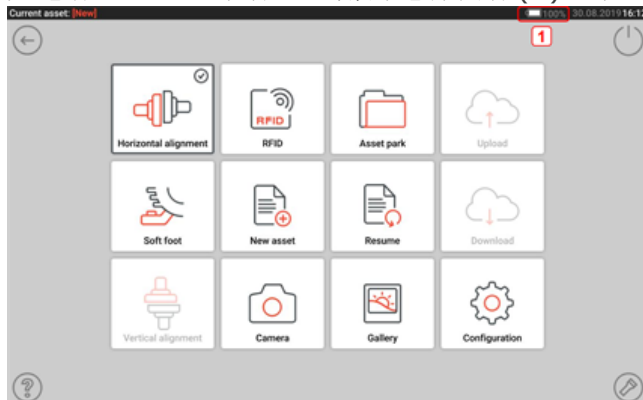 Current asset: [New] 100% 30.08.2019 16:12
1
Horizontal alignment
RFID
RFID
Asset park
Upload
Soft foot
New asset
Resume
Download
Vertical alignment
Camera
Gallery
Configuration
?